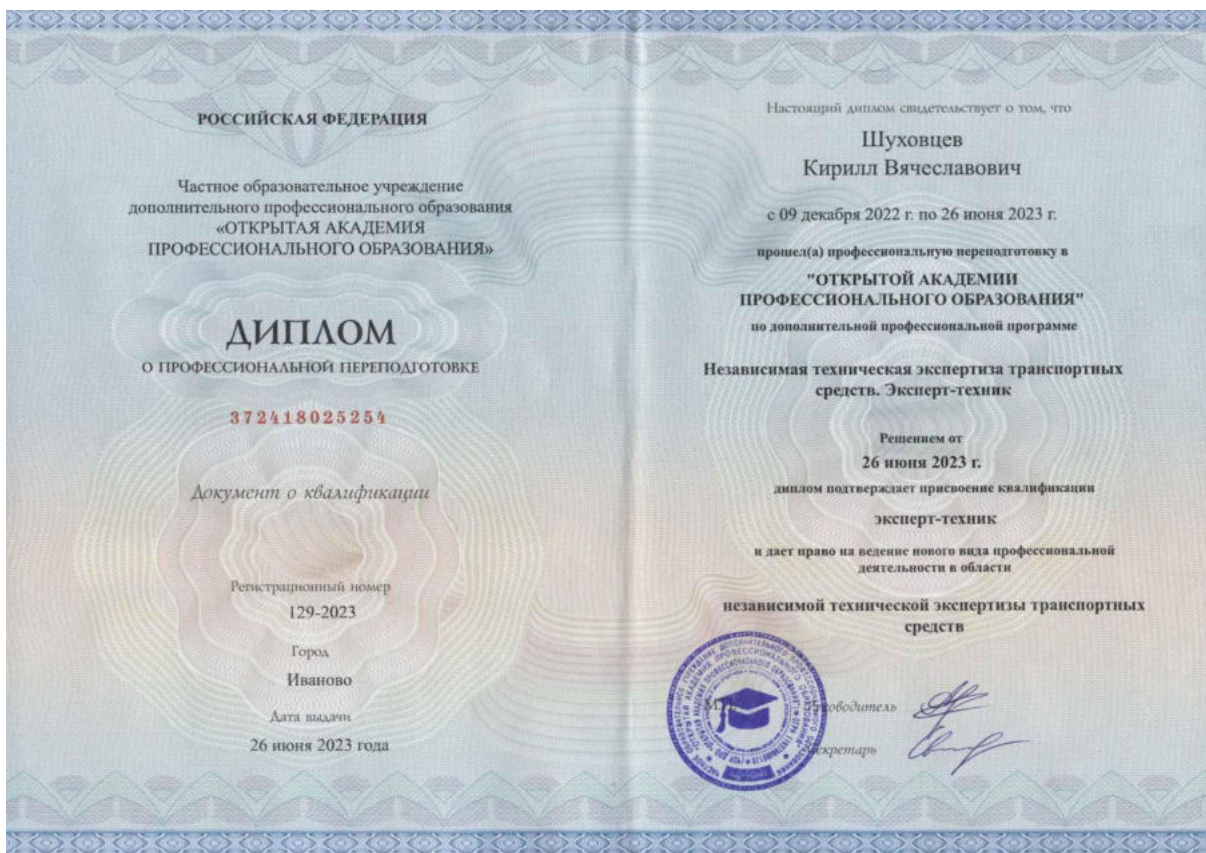 РОССИЙСКАЯ ФЕДЕРАЦИЯ
Частное образовательное учреждение
дополнительного профессионального образования
«ОТКРЫТАЯ АКАДЕМИЯ
ПРОФЕССИОНАЛЬНОГО ОБРАЗОВАНИЯ»
ДИПЛОМ
О ПРОФЕССИОНАЛЬНОЙ ПЕРЕПОДГОТОВКЕ
372418025254
Документ о квалификации
Регистрационный номер
129-2023
Город
Иваново
Дата выдачи
26 июня 2023 года
Настоящий диплом свидетельствует о том, что
Шуховцев
Кирилл Вячеславович
с 09 декабря 2022 г. по 26 июня 2023 г.
прошел(а) профессиональную переподготовку в
"ОТКРЫТОЙ АКАДЕМИИ
ПРОФЕССИОНАЛЬНОГО ОБРАЗОВАНИЯ"
по дополнительной профессиональной программе
Независимая техническая экспертиза транспортных
средств. Эксперт-техник
Решением от
26 июня 2023 г.
диплом подтверждает присвоение квалификации
эксперт-техник
и дает право на ведение нового вида профессиональной
деятельности в области
независимой технической экспертизы транспортных
средств
Руководитель
Секретарь